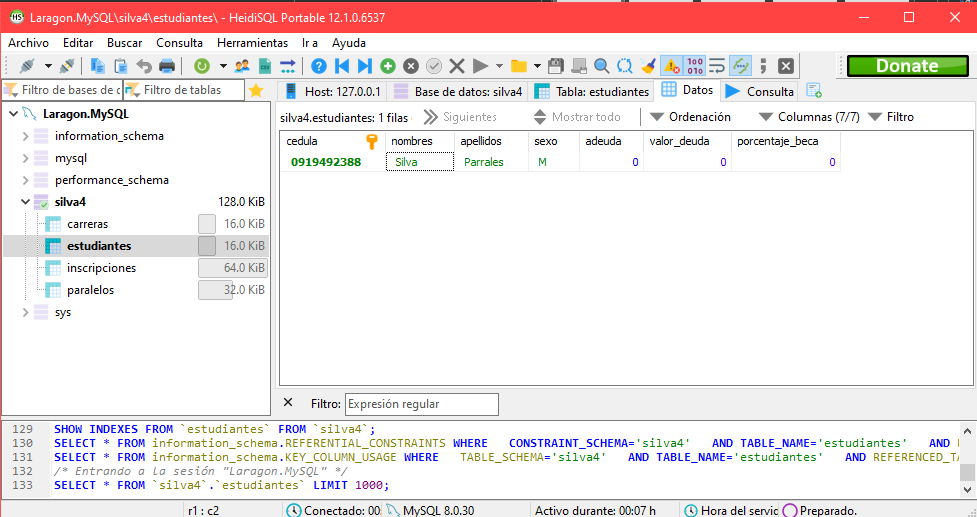 Laragon.MySQL\silva4\estudiantes\ - HeidiSQL Portable 12.1.0.6537
Archivo Editar Buscar Consulta Herramientas Ir a Ayuda
Donate
Filtro de bases de c Filtro de tablas
Host: 127.0.0.1 Base de datos: silva4 Tabla: estudiantes Datos Consulta
silva4.estudiantes: 1 filas Siguientes Mostrar todo Ordenación Columnas (7/7) Filtro
Laragon.MySQL
information_schema
mysql
performance_schema
silva4 128.0 KiB
carreras 16.0 KiB
estudiantes 16.0 KiB
inscripciones 64.0 KiB
paralelos 32.0 KiB
sys
cedula nombres apellidos sexo adeuda valor_deuda porcentaje_beca
0919492388 Silva Parrales M 0 0 0
Filtro: Expresión regular
129 SHOW INDEXES FROM `estudiantes` FROM `silva4`;
130 SELECT * FROM information_schema.REFERENTIAL_CONSTRAINTS WHERE CONSTRAINT_SCHEMA='silva4' AND TABLE_NAME='estudiantes' AND
131 SELECT * FROM information_schema.KEY_COLUMN_USAGE WHERE TABLE_SCHEMA='silva4' AND TABLE_NAME='estudiantes' AND REFERENCED_TA
132 /* Entrando a la sesión "Laragon.MySQL" */
133 SELECT * FROM `silva4`.`estudiantes` LIMIT 1000;
r1 : c2 Conectado: 00: MySQL 8.0.30 Activo durante: 00:07 h Hora del servic Preparado.